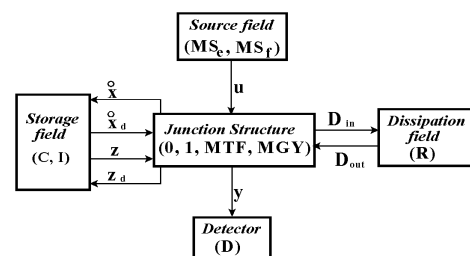 Source field
(MSe, MSf)
u
x̊
Storage
field
(C, I)
x̊d
z
zd
Junction Structure
(0, 1, MTF, MGY)
Din
Dout
Dissipation
field
(R)
y
Detector
(D)